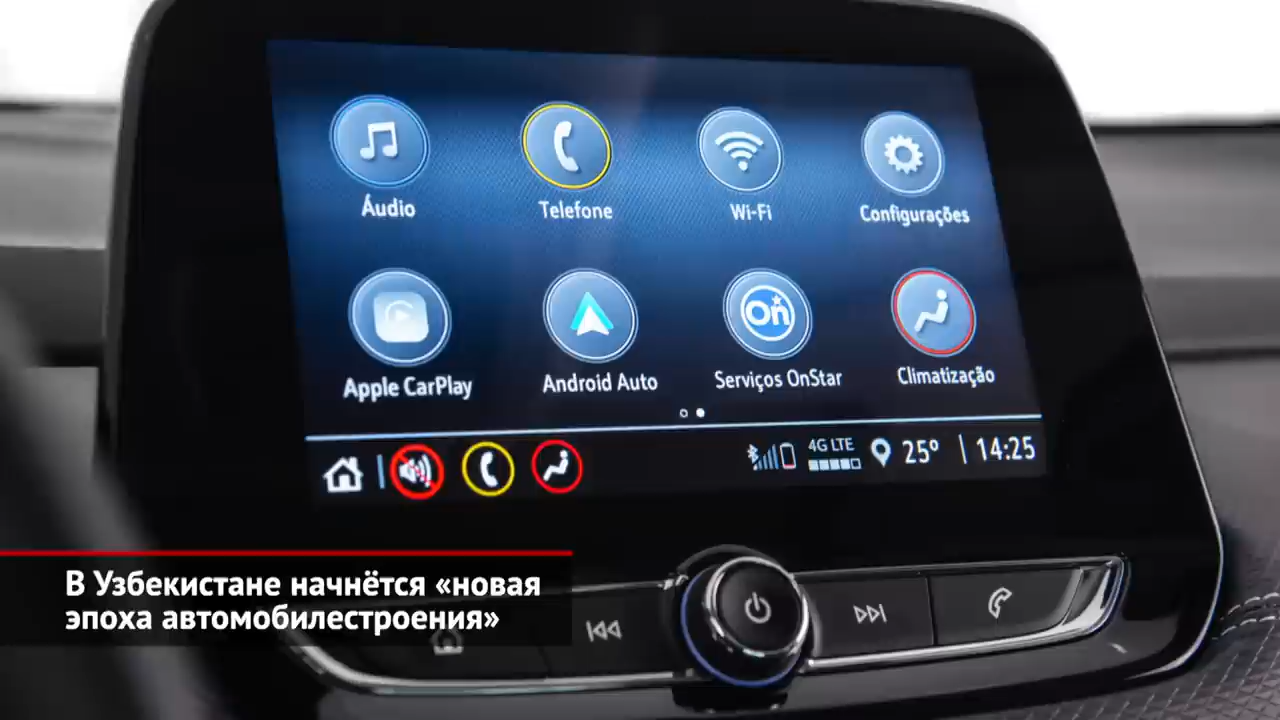 Áudio
Telefone
Wi-Fi
Configurações
Apple CarPlay
Android Auto
On
Serviços OnStar
Climatização
4G LTE
25° | 14:25
В Узбекистане начнётся «новая
эпоха автомобилестроения»